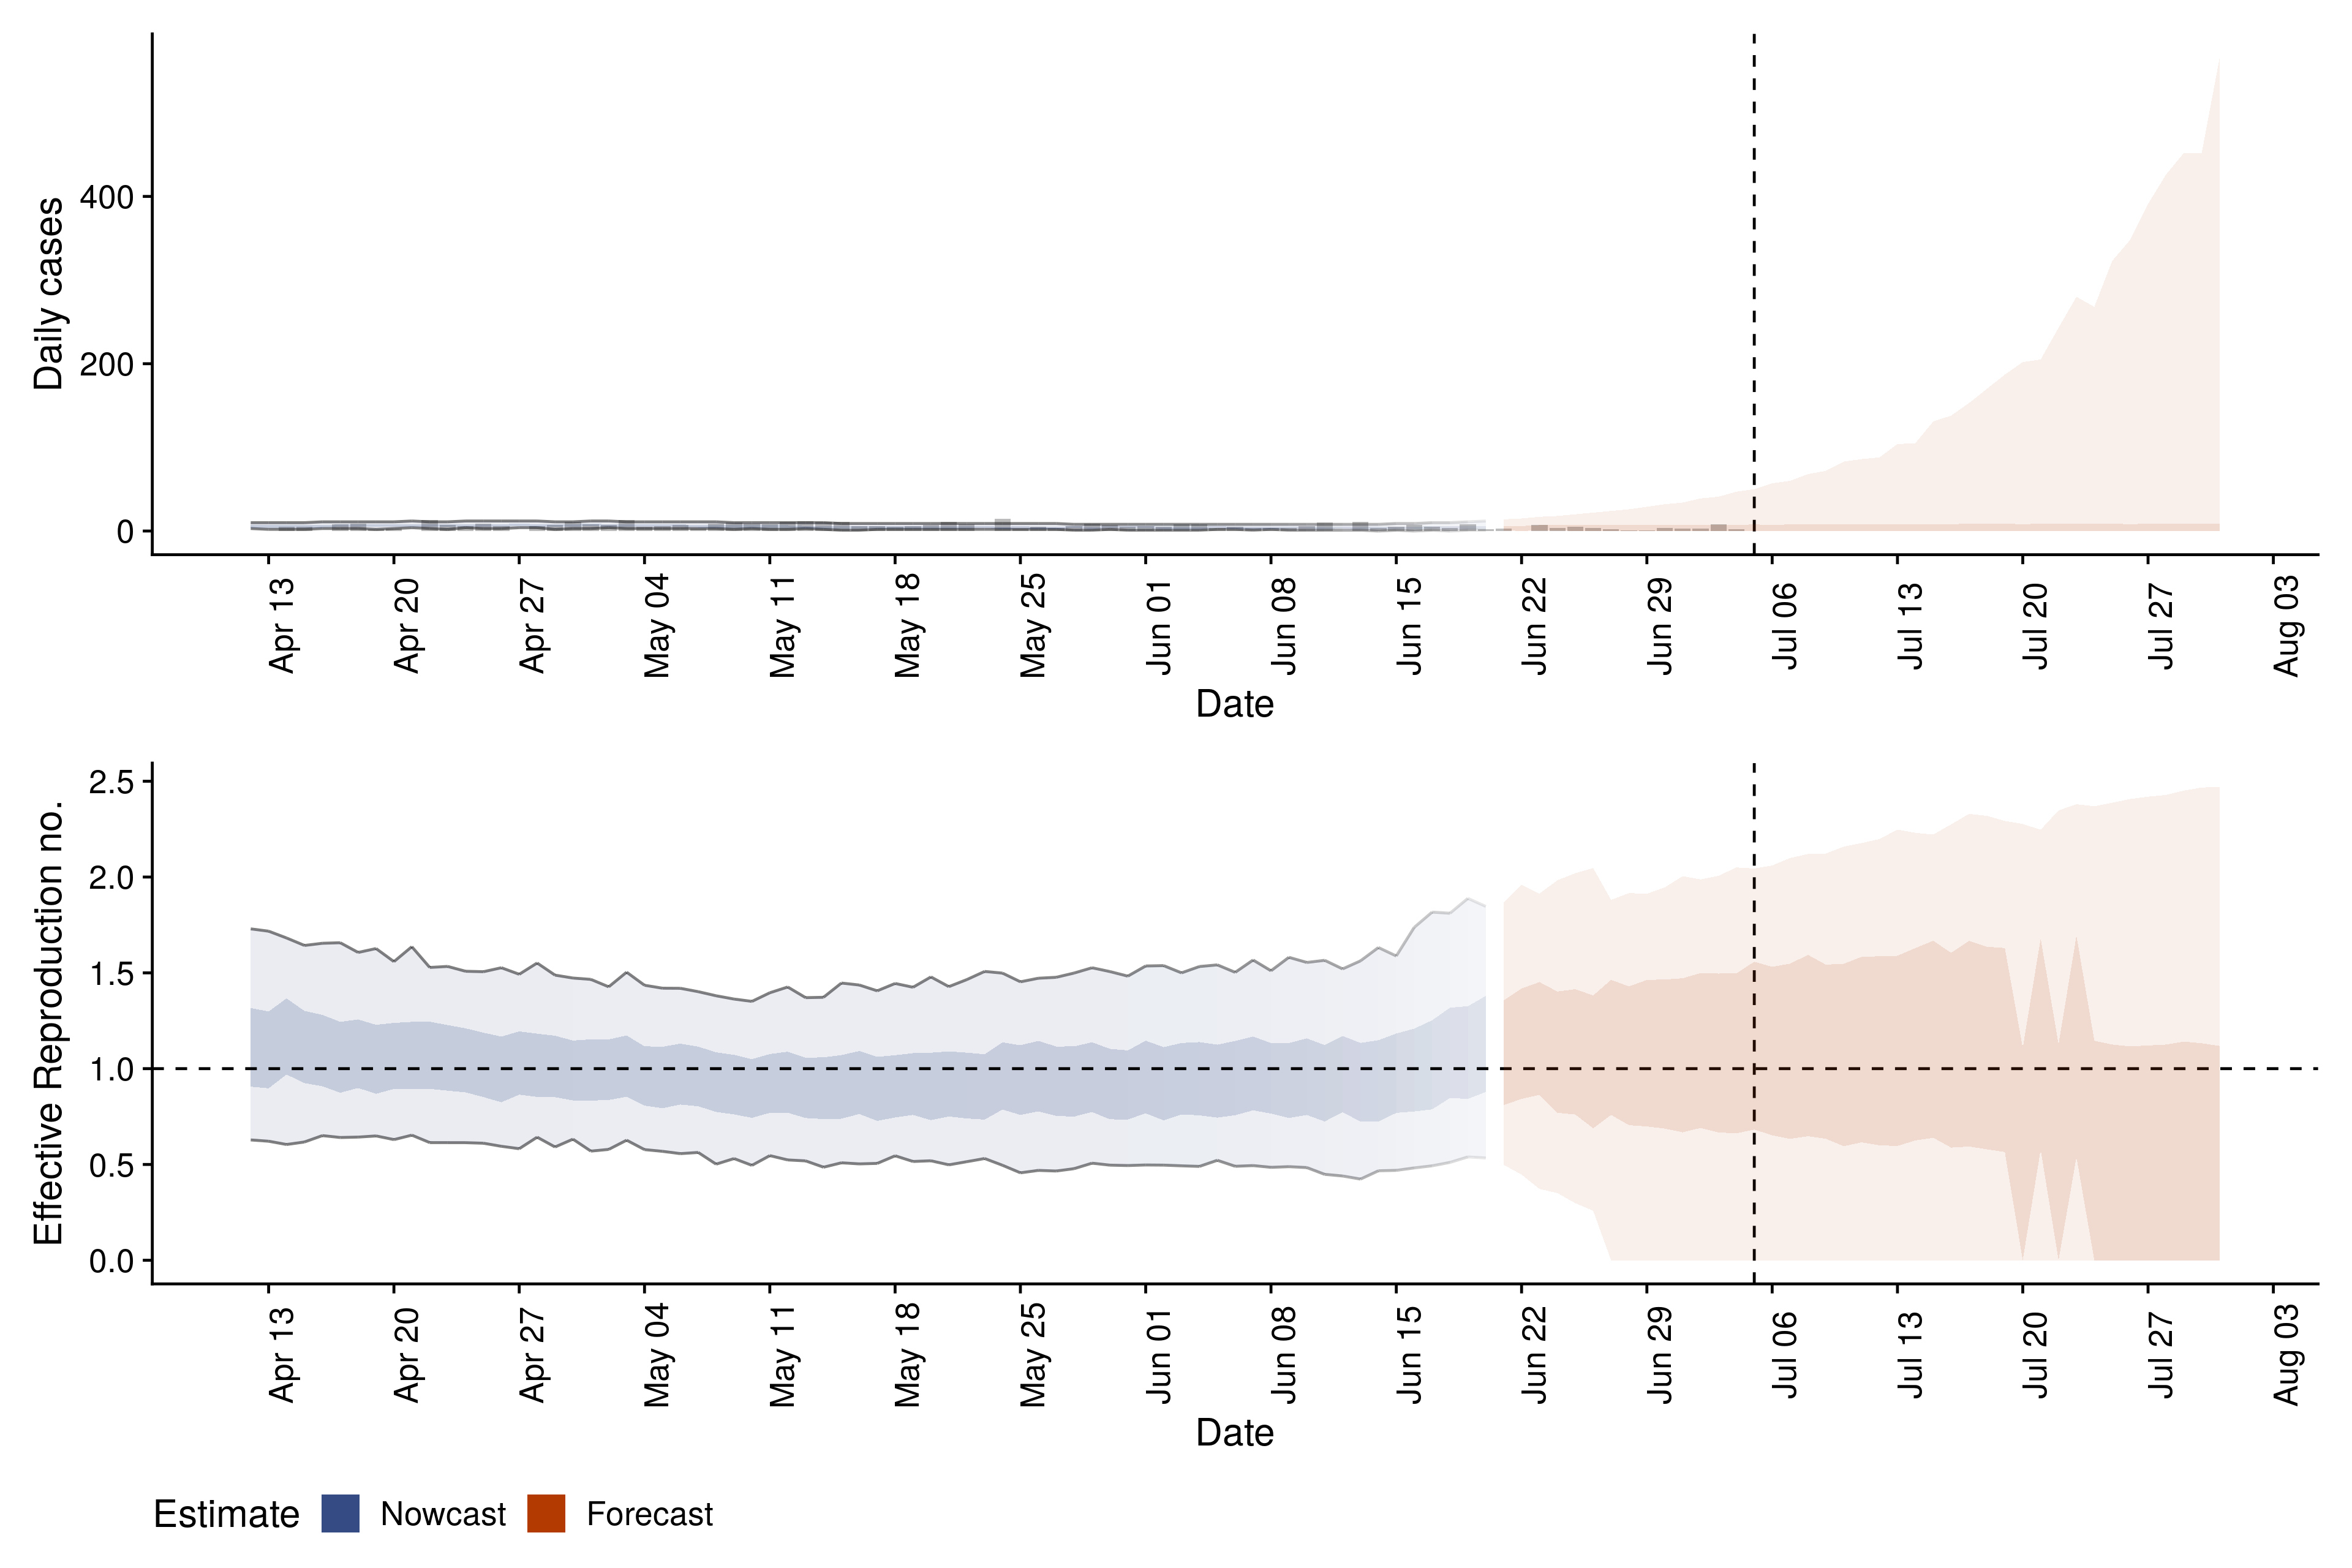 Daily cases
400
200
0
Apr 13
Apr 20
Apr 27
May 04
May 11
May 18
May 25
Jun 01
Jun 08
Jun 15
Jun 22
Jun 29
Jul 06
Jul 13
Jul 20
Jul 27
Aug 03
Date
Effective Reproduction no.
2.5
2.0
1.5
1.0
0.5
0.0
Apr 13
Apr 20
Apr 27
May 04
May 11
May 18
May 25
Jun 01
Jun 08
Jun 15
Jun 22
Jun 29
Jul 06
Jul 13
Jul 20
Jul 27
Aug 03
Date
Estimate Nowcast Forecast